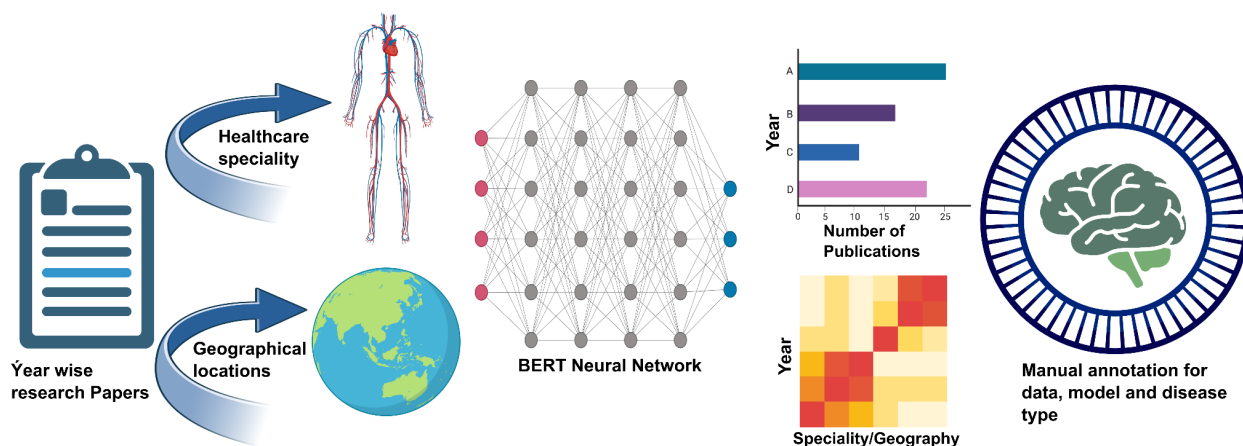 Ýear wise
research Papers
Healthcare
speciality
Geographical
locations
BERT Neural Network
Year
A
B
C
D
0
5
10
15
25
Number of
Publications
Year
Speciality/Geography
Manual annotation for
data, model and disease
type